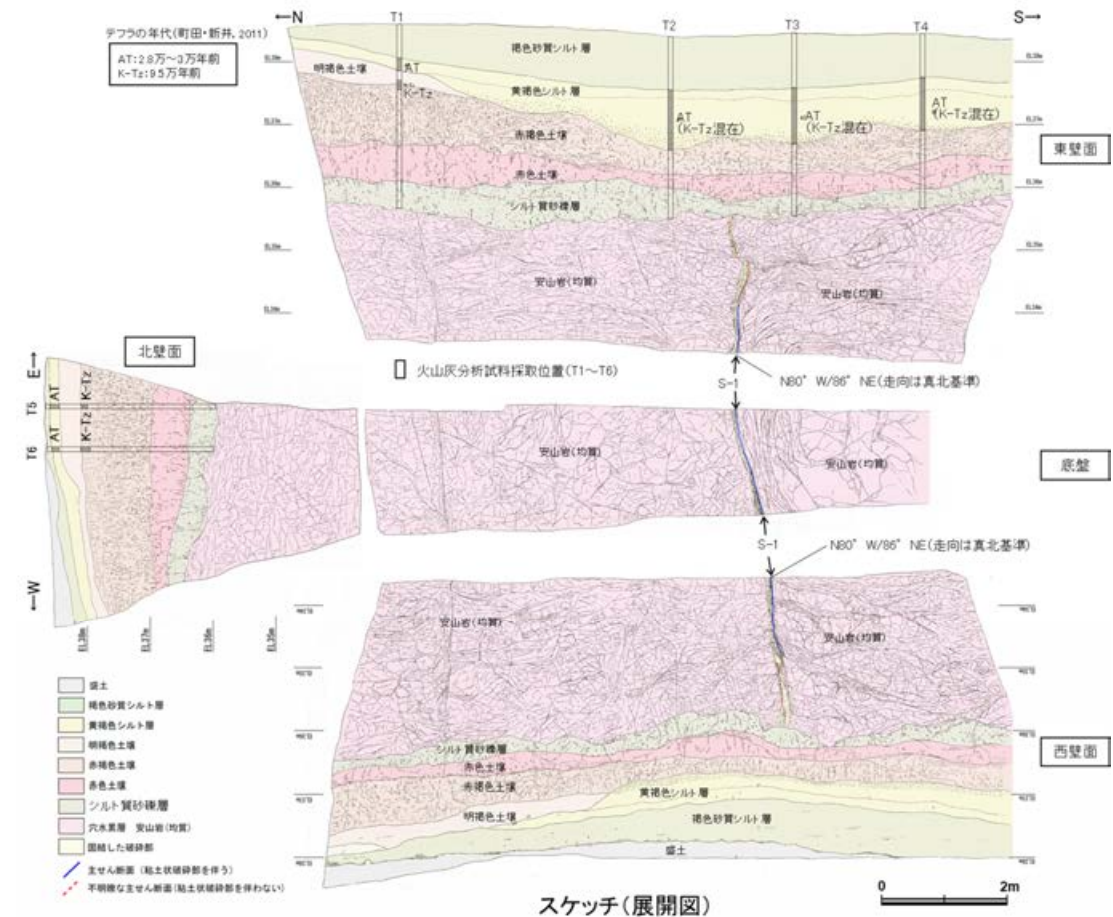 ←N
T1
T2
T3
T4
S→
テフラの年代(町田・新井, 2011)
AT:2.8万～3万年前
K-Tz:9.5万年前
褐色砂質シルト層
明褐色土壌
AT
K-Tz
黄褐色シルト層
AT
(K-Tz混在)
AT
(K-Tz混在)
AT
(K-Tz混在)
赤褐色土壌
東壁面
赤色土壌
シルト質砂礫層
安山岩(均質)
安山岩(均質)
北壁面
E→
火山灰分析試料採取位置(T1～T6)
S-1
N80° W/86° NE(走向は真北基準)
T5
AT
K-Tz
T6
AT
K-Tz
安山岩(均質)
安山岩(均質)
底盤
S-1
N80° W/86° NE(走向は真北基準)
←W
EL38m
EL37m
EL36m
EL35m
安山岩(均質)
安山岩(均質)
シルト質砂礫層
赤色土壌
赤褐色土壌
黄褐色シルト層
明褐色土壌
褐色砂質シルト層
盛土
西壁面
盛土
褐色砂質シルト層
黄褐色シルト層
明褐色土壌
赤褐色土壌
赤色土壌
シルト質砂礫層
穴水累層 安山岩(均質)
固結した破砕部
主せん断面 (粘土状破砕部を伴う)
不明瞭な主せん断面(粘土状破砕部を伴わない)
0
2m
スケッチ(展開図)